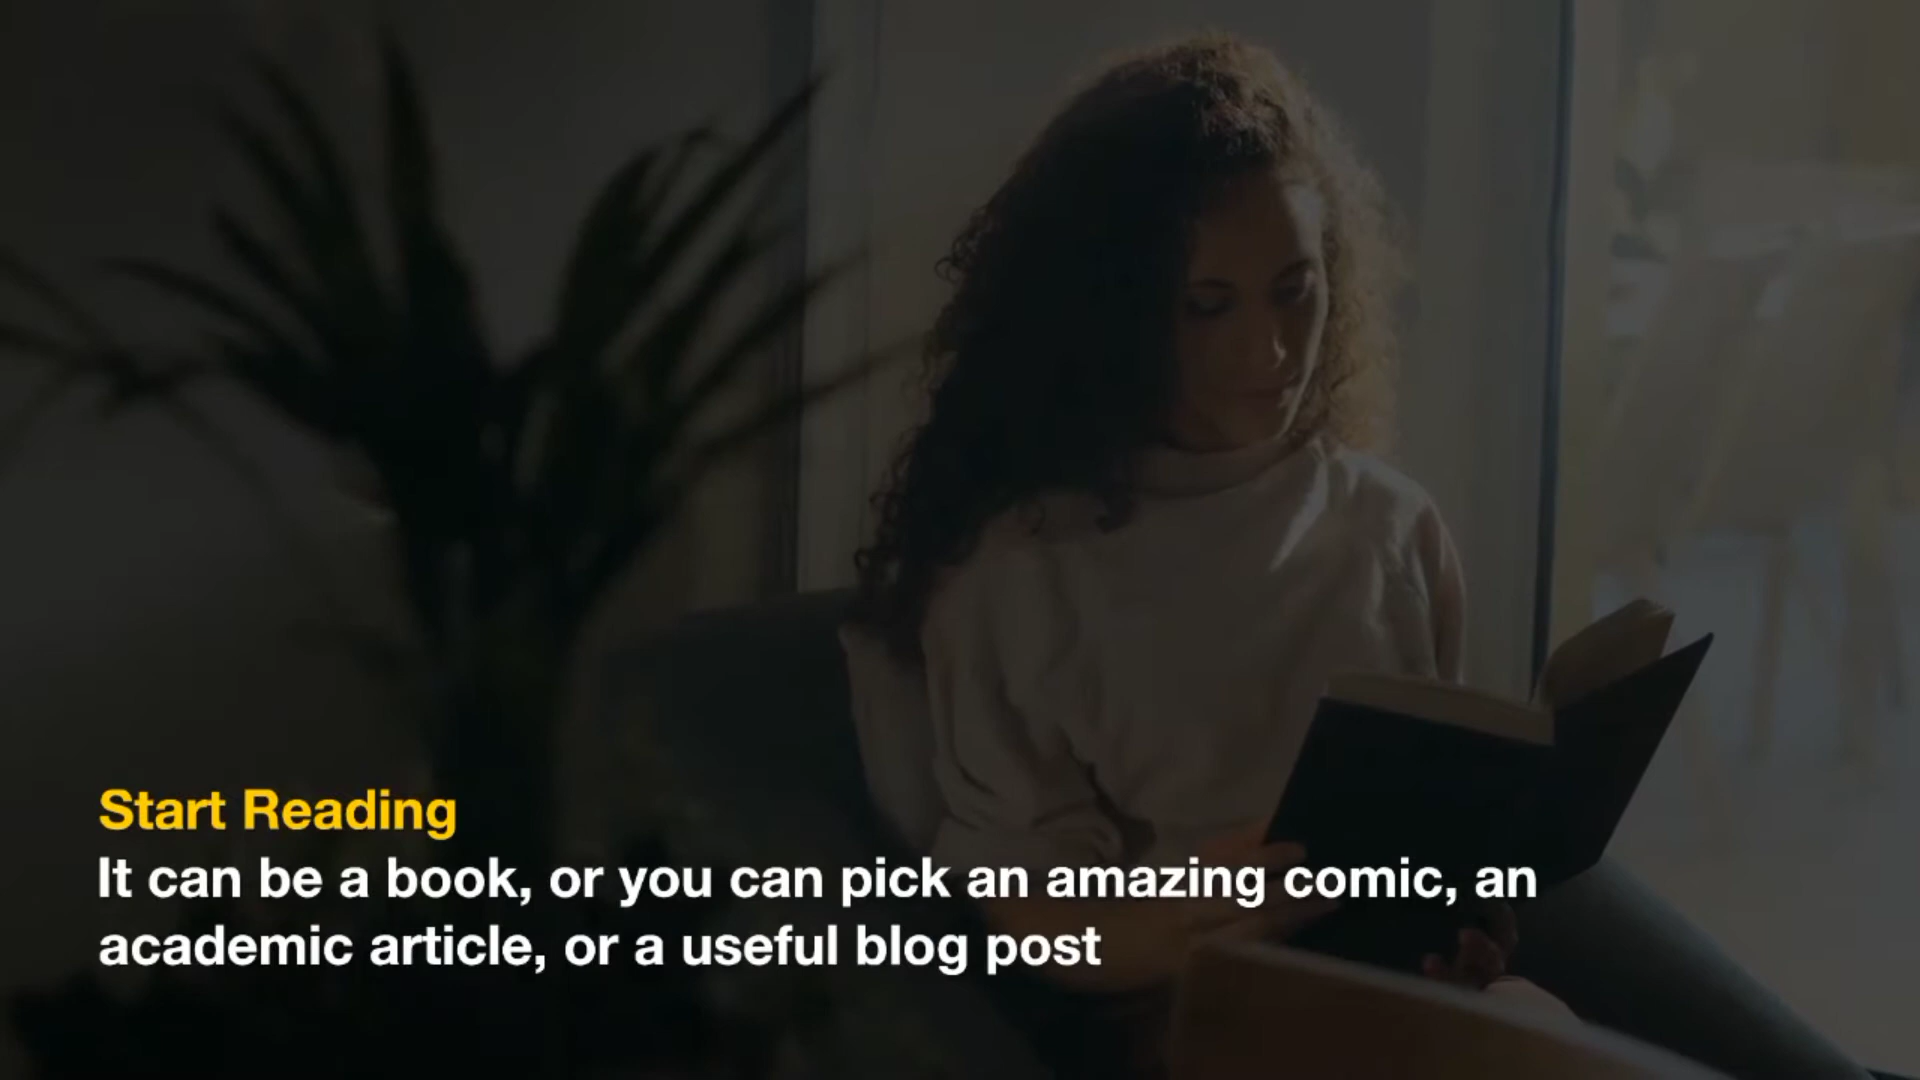 Start Reading
It can be a book, or you can pick an amazing comic, an
academic article, or a useful blog post